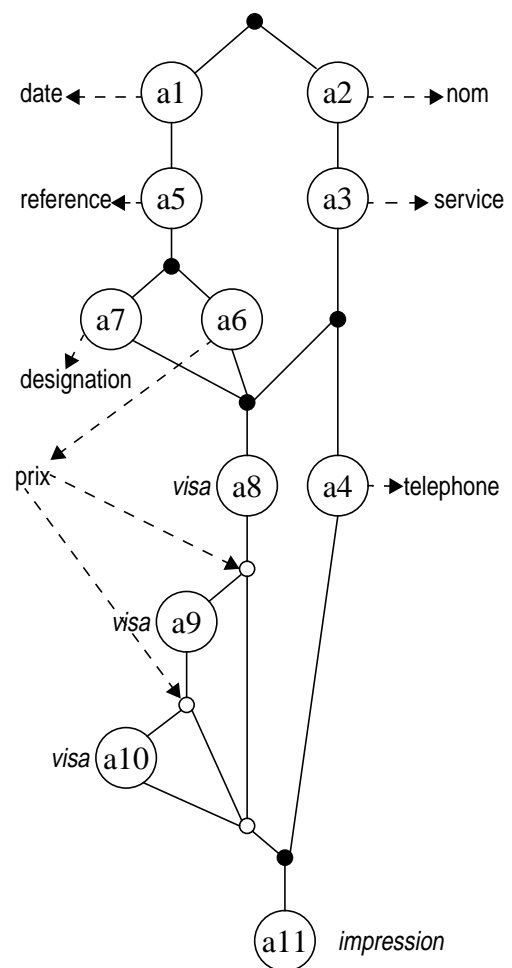 date a1 a2 nom
reference a5 a3 service
a7 a6
designation
prix visa a8 a4 telephone
visa a9
visa a10
a11 impression